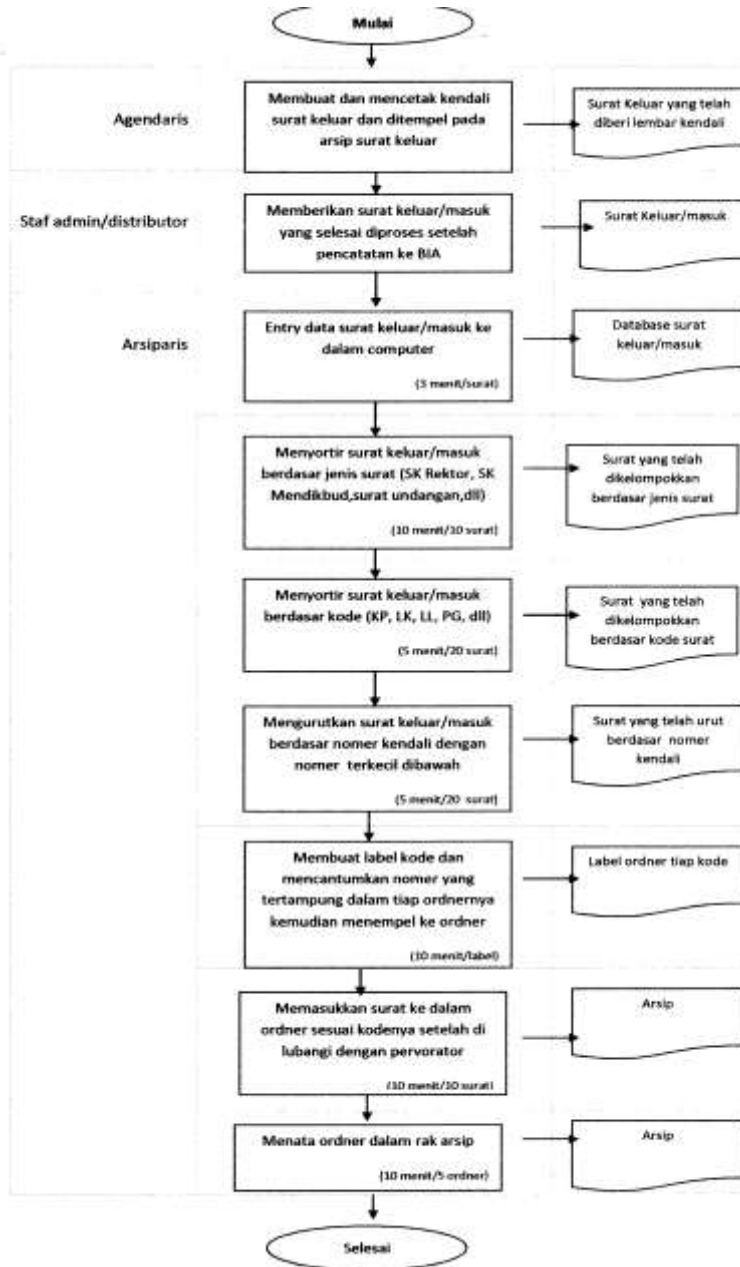 Mulai
Agendaris
Membuat dan mencetak kendali
surat keluar dan ditempel pada
arsip surat keluar
Surat Keluar yang telah
diberi lembar kendali
Staf admin/distributor
Memberikan surat keluar/masuk
yang selesai diproses setelah
pencatatan ke BIA
Surat Keluar/masuk
Arsiparis
Entry data surat keluar/masuk ke
dalam computer
(3 menit/surat)
Database surat
keluar/masuk
Menyortir surat keluar/masuk
berdasar jenis surat (SK Rektor, SK
Mendikbud,surat undangan,dll)
(10 menit/10 surat)
Surat yang telah
dikelompokkan
berdasar jenis surat
Menyortir surat keluar/masuk
berdasar kode (KP, LK, LL, PG, dll)
(5 menit/20 surat)
Surat yang telah
dikelompokkan
berdasar kode surat
Mengurutkan surat keluar/masuk
berdasar nomer kendali dengan
nomer terkecil dibawah
(5 menit/20 surat)
Surat yang telah urut
berdasar nomer
kendali
Membuat label kode dan
mencantumkan nomer yang
tertampung dalam tiap ordnernya
kemudian menempel ke ordner
(10 menit/label)
Label ordner tiap kode
Memasukkan surat ke dalam
ordner sesuai kodenya setelah di
lubangi dengan pervorator
(10 menit/10 surat)
Arsip
Menata ordner dalam rak arsip
(10 menit/5 ordner)
Arsip
Selesai